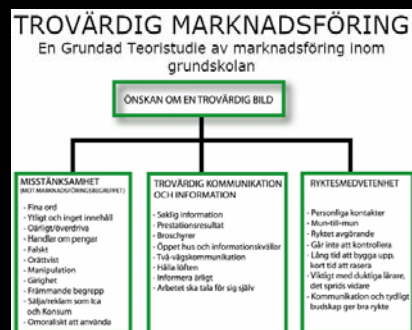 TROVÄRDIG MARKNADSFÖRING
En Grundad Teoristudie av marknadsföring inom
grundskolan
ÖNSKAN OM EN TROVÄRDIG BILD
MISSTÄNKSAMHET
(MOT MARKNADSFÖRINGSBEGREPPET)
- Fina ord
- Ytligt och inget innehåll
- Oärligt/överdriva
- Handlar om pengar
- Falskt
- Orättvist
- Manipulation
- Girighet
- Främmande begrepp
- Sälja/reklam som Ica
och Konsum
- Omoraliskt att använda
TROVÄRDIG KOMMUNIKATION
OCH INFORMATION
- Saklig information
- Prestationsresultat
- Broschyrer
- Öppet hus och informationskvällar
- Två-vägskommunikation
- Hålla löften
- Informera ärligt
- Arbetet ska tala för sig själv
RYKTESMEDVETENHET
- Personliga kontakter
- Mun-till-mun
- Ryktet avgörande
- Går inte att kontrollera
- Lång tid att bygga upp,
kort tid att rasera
- Viktigt med duktiga lärare,
det sprids vidare
- Kommunikation och tydligt
budskap ger bra rykte